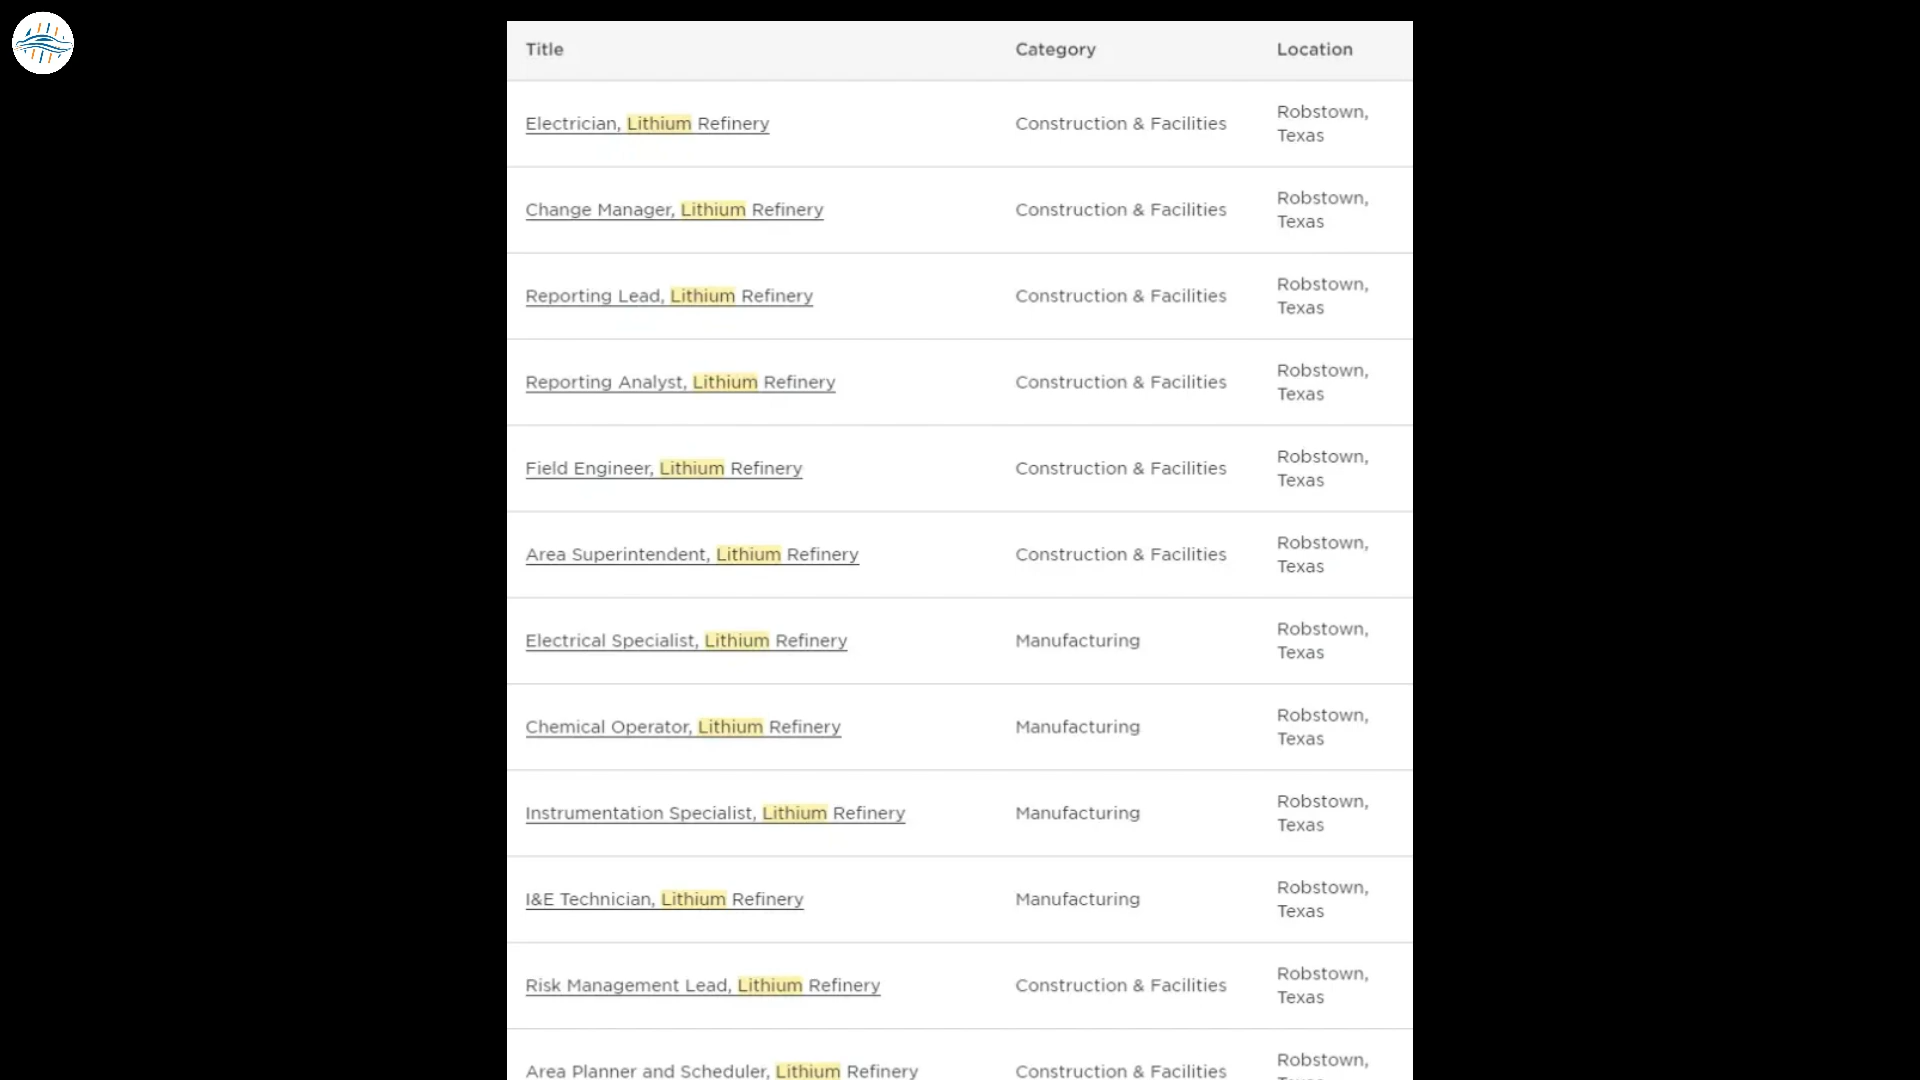 Title Category Location
Electrician, Lithium Refinery Construction & Facilities Robstown,
Texas
Change Manager, Lithium Refinery Construction & Facilities Robstown,
Texas
Reporting Lead, Lithium Refinery Construction & Facilities Robstown,
Texas
Reporting Analyst, Lithium Refinery Construction & Facilities Robstown,
Texas
Field Engineer, Lithium Refinery Construction & Facilities Robstown,
Texas
Area Superintendent, Lithium Refinery Construction & Facilities Robstown,
Texas
Electrical Specialist, Lithium Refinery Manufacturing Robstown,
Texas
Chemical Operator, Lithium Refinery Manufacturing Robstown,
Texas
Instrumentation Specialist, Lithium Refinery Manufacturing Robstown,
Texas
I&E Technician, Lithium Refinery Manufacturing Robstown,
Texas
Risk Management Lead, Lithium Refinery Construction & Facilities Robstown,
Texas
Area Planner and Scheduler, Lithium Refinery Construction & Facilities Robstown,